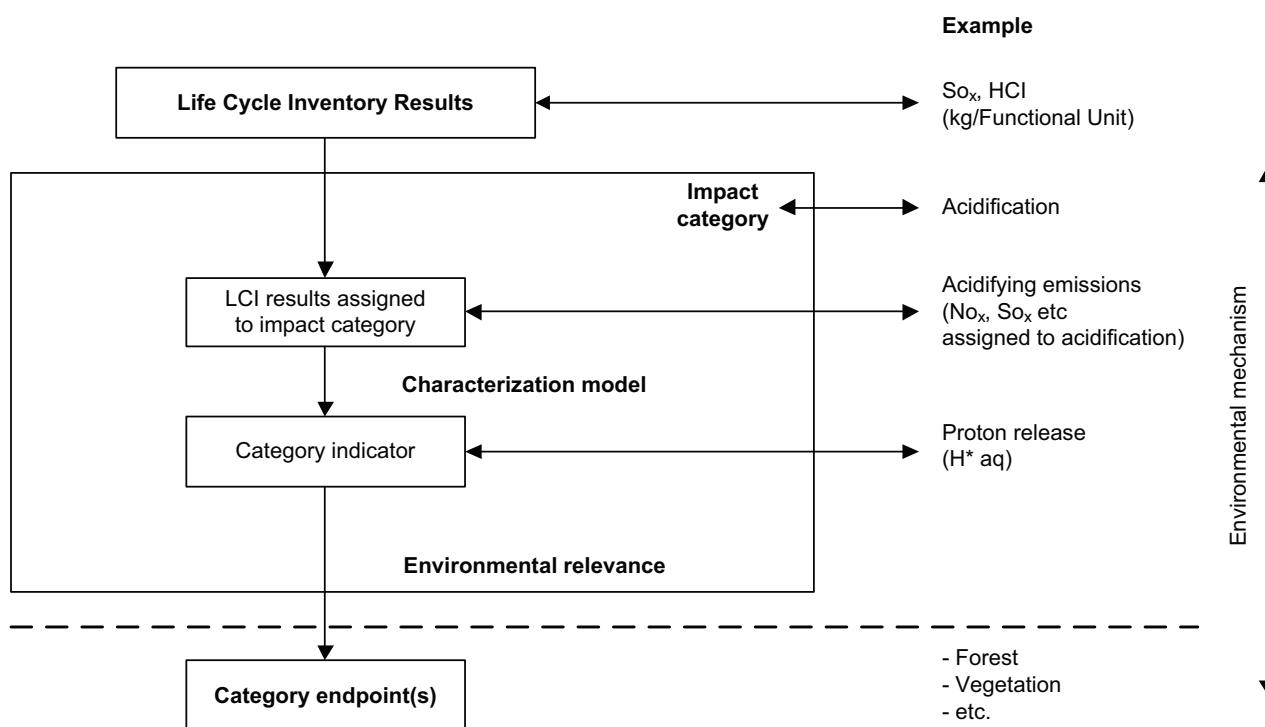 Example
Life Cycle Inventory Results
Soₓ, HCI
(kg/Functional Unit)
Impact
category
Acidification
LCI results assigned
to impact category
Acidifying emissions
(Noₓ, Soₓ etc
assigned to acidification)
Characterization model
Category indicator
Proton release
(H* aq)
Environmental relevance
Environmental mechanism
Category endpoint(s)
- Forest
- Vegetation
- etc.